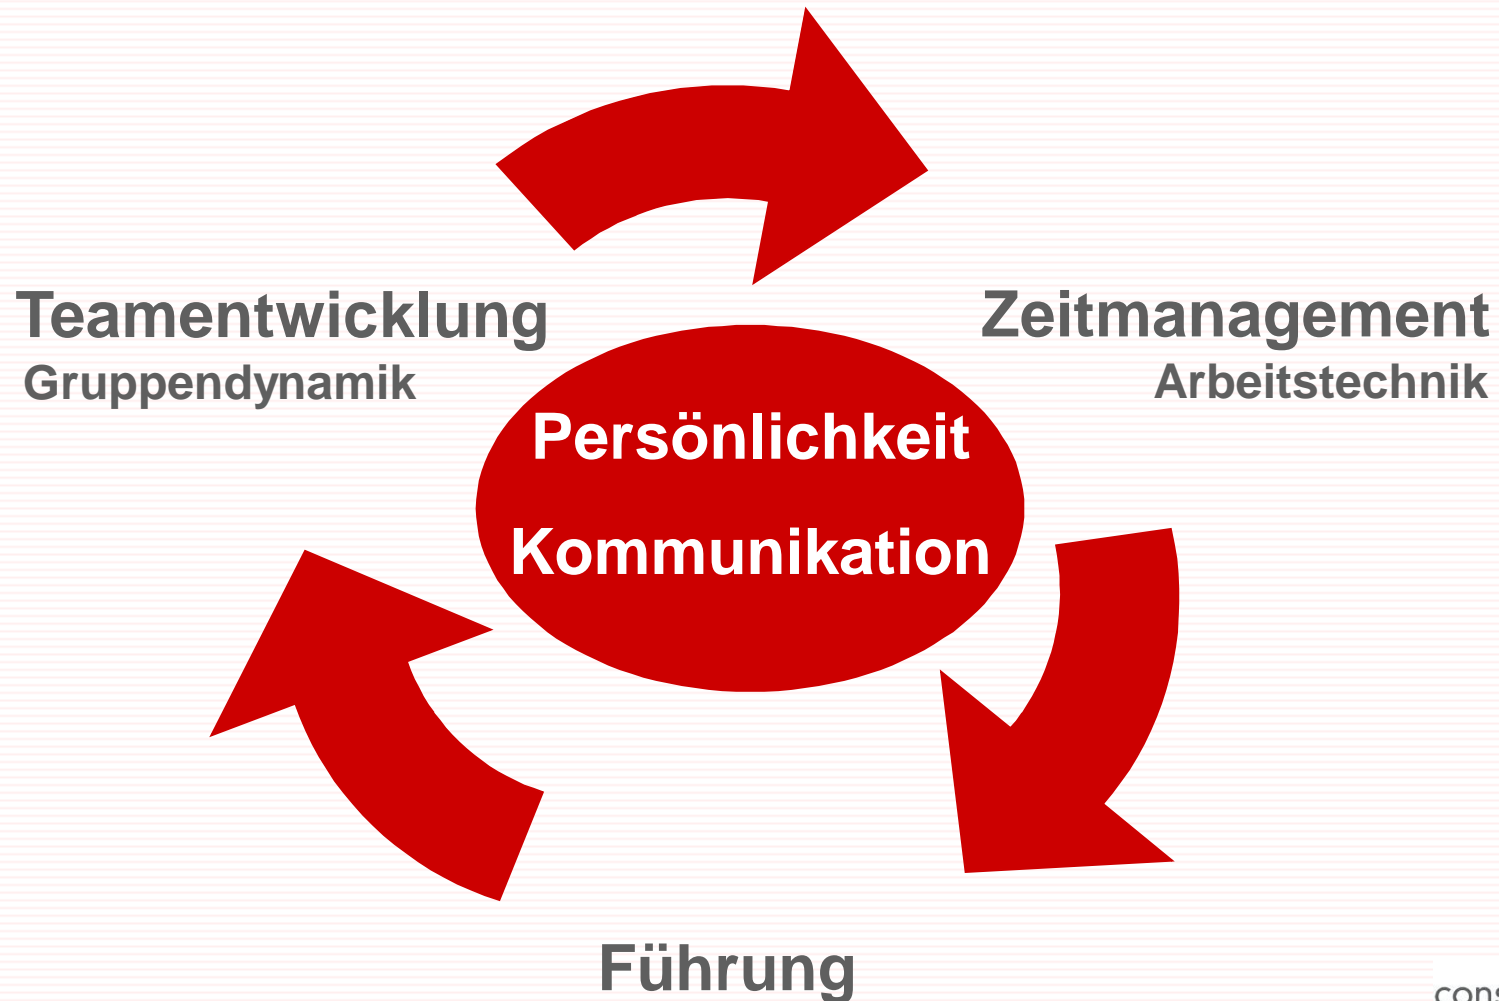 Teamentwicklung
Gruppendynamik
Zeitmanagement
Arbeitstechnik
Persönlichkeit
Kommunikation
Führung